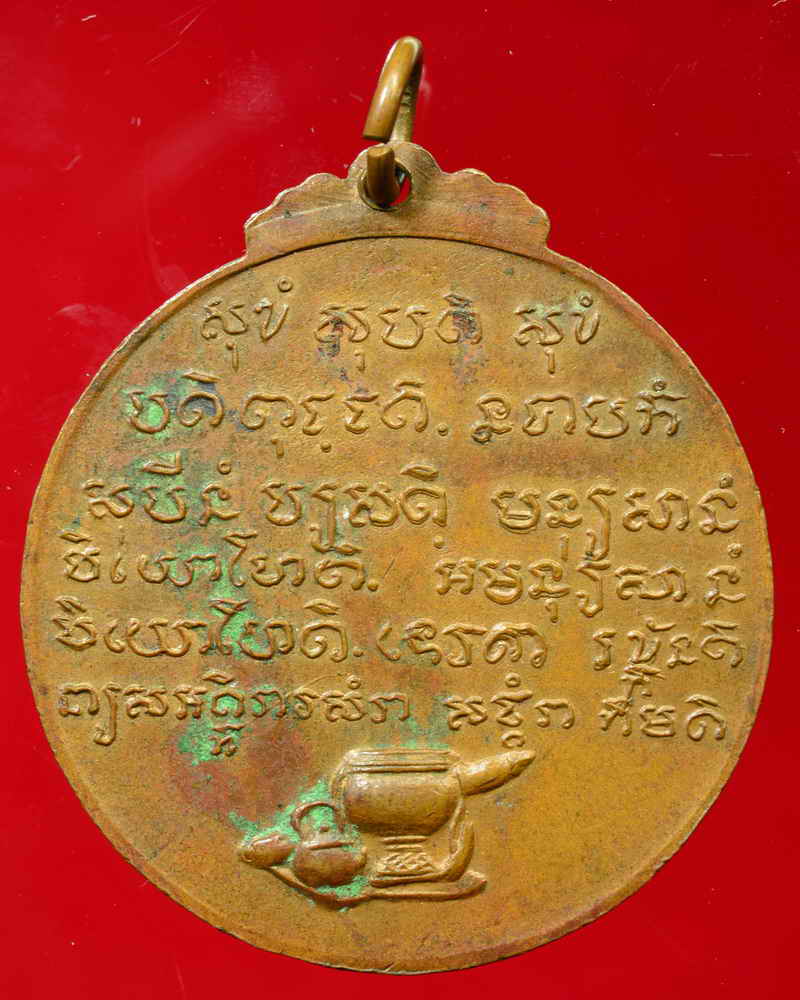 សុខំ សុបតិ សុខំ
បតិពុជ្ឈតិ. ន បាបកំ
សបិនំ បស្សតិ មនុស្សានំ
បិយោហោតិ. អមនុស្សានំ
បិយោហោតិ. ទេវតា រក្ខន្តិ
សត្ថំវា កមតិ